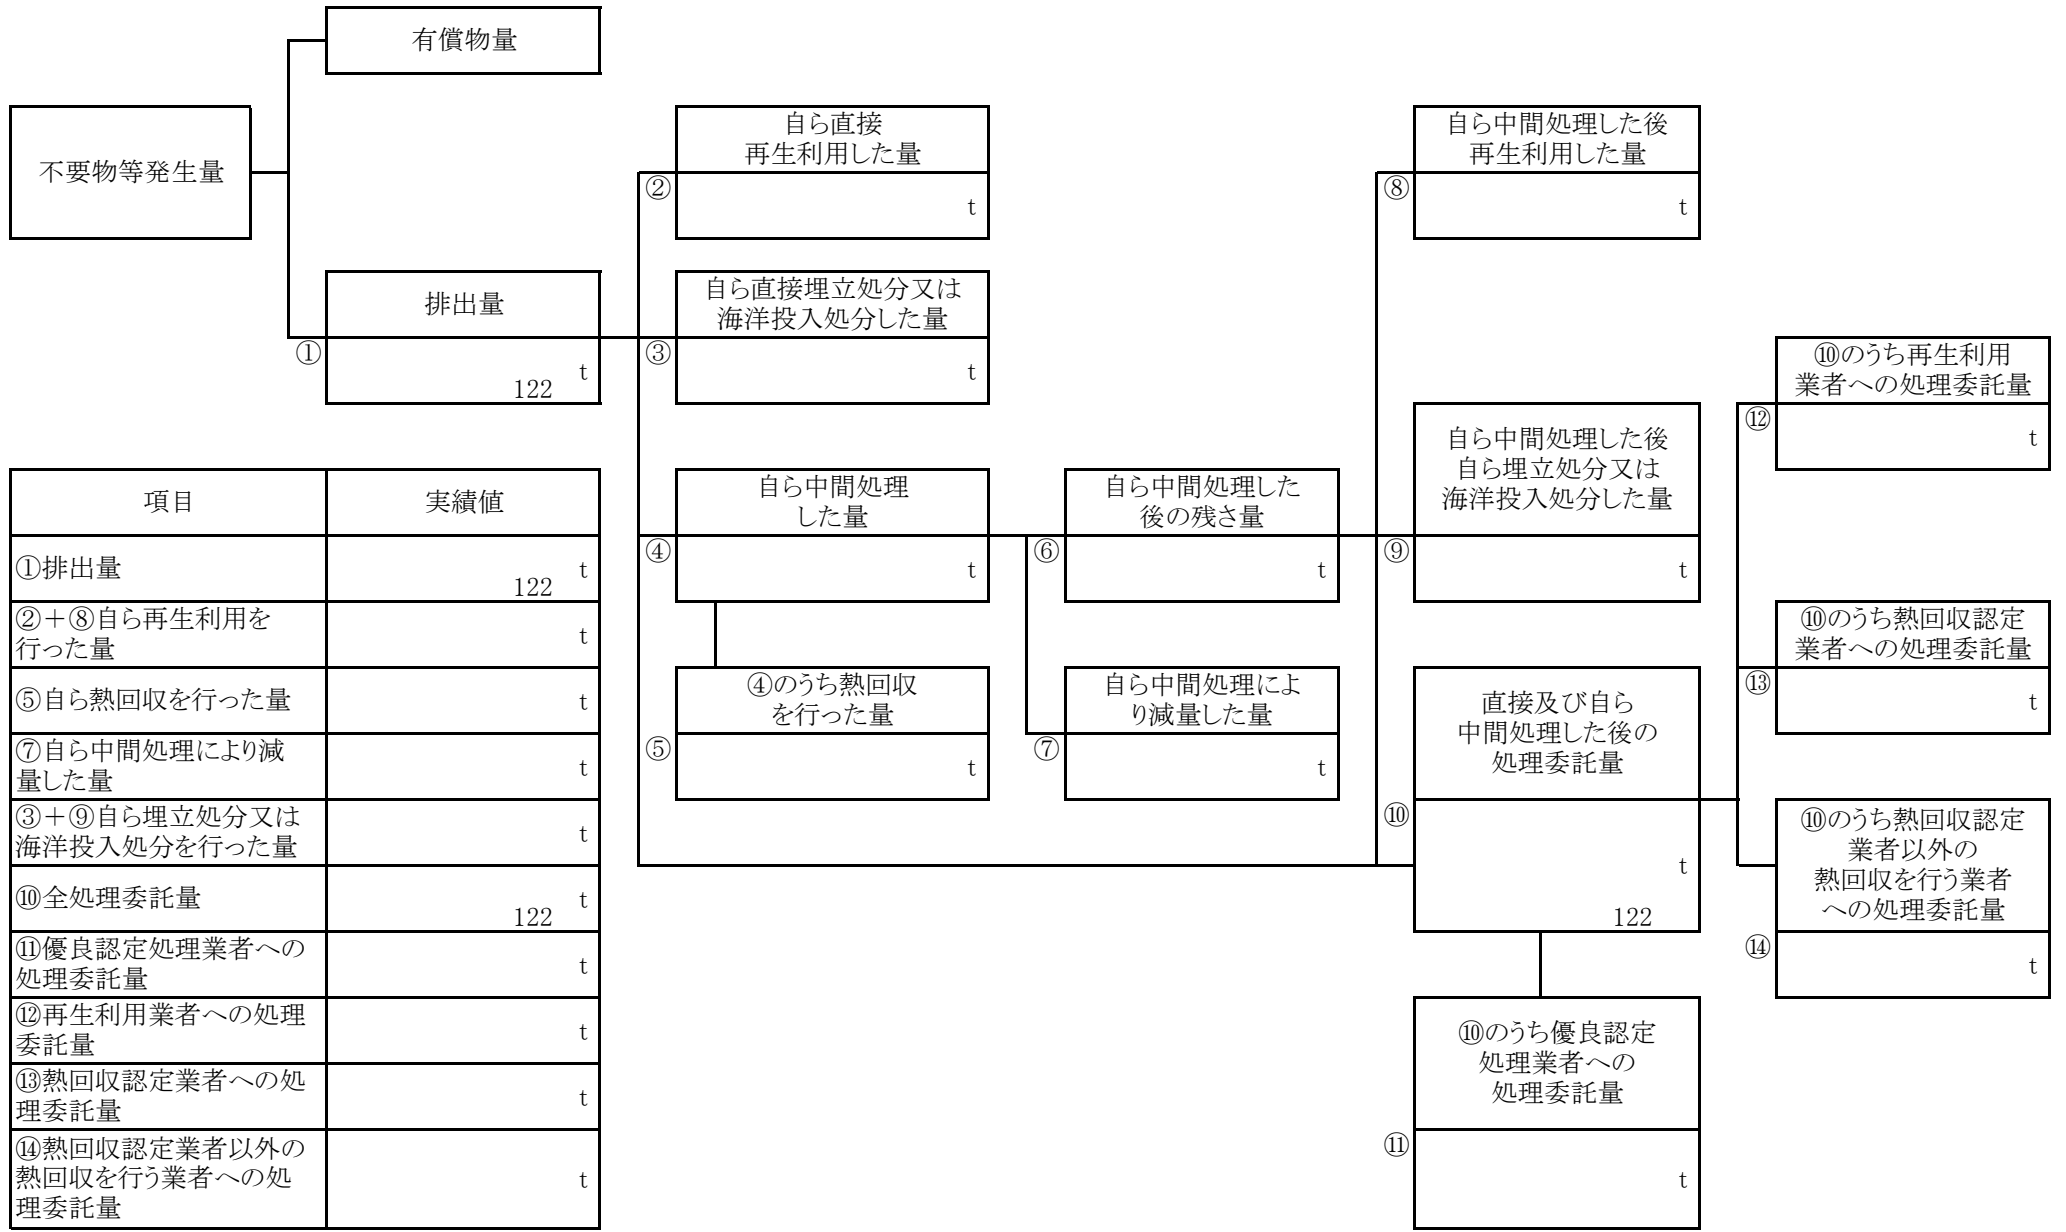 有償物量
不要物等発生量
排出量
①
t
122
自ら直接
再生利用した量
②
t
自ら直接埋立処分又は
海洋投入処分した量
③
t
自ら中間処理
した量
④
t
④のうち熱回収
を行った量
⑤
t
自ら中間処理した
後の残さ量
⑥
t
自ら中間処理によ
り減量した量
⑦
t
自ら中間処理した後
再生利用した量
⑧
t
自ら中間処理した後
自ら埋立処分又は
海洋投入処分した量
⑨
t
直接及び自ら
中間処理した後の
処理委託量
⑩
t
122
⑩のうち優良認定
処理業者への
処理委託量
⑪
t
⑩のうち再生利用
業者への処理委託量
⑫
t
⑩のうち熱回収認定
業者への処理委託量
⑬
t
⑩のうち熱回収認定
業者以外の
熱回収を行う業者
への処理委託量
⑭
t
項目 実績値
①排出量 122 t
②＋⑧自ら再生利用を
行った量 t
⑤自ら熱回収を行った量 t
⑦自ら中間処理により減
量した量 t
③＋⑨自ら埋立処分又は
海洋投入処分を行った量 t
⑩全処理委託量 122 t
⑪優良認定処理業者への
処理委託量 t
⑫再生利用業者への処理
委託量 t
⑬熱回収認定業者への処
理委託量 t
⑭熱回収認定業者以外の
熱回収を行う業者への処 t
理委託量